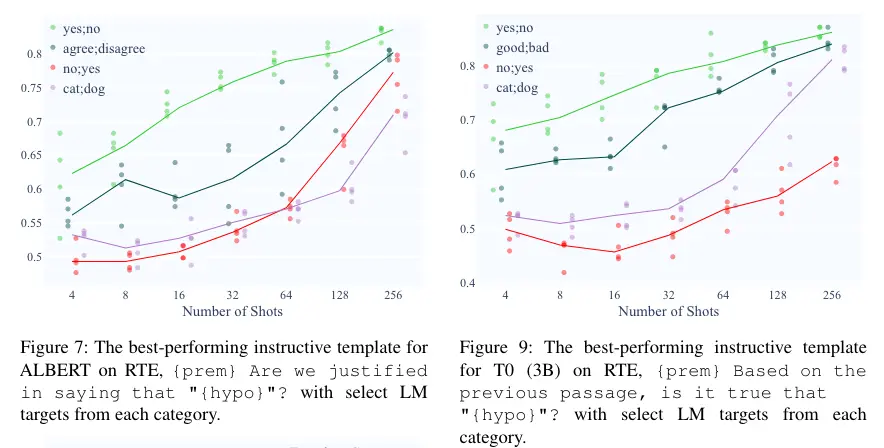 yes;no
agree;disagree
no;yes
cat;dog
0.8
0.75
0.7
0.65
0.6
0.55
0.5
4 8 16 32 64 128 256
Number of Shots
Figure 7: The best-performing instructive template for
ALBERT on RTE, {prem} Are we justified
in saying that "{hypo}"? with select LM
targets from each category.
yes;no
good;bad
no;yes
cat;dog
0.8
0.7
0.6
0.5
0.4
4 8 16 32 64 128 256
Number of Shots
Figure 9: The best-performing instructive template
for T0 (3B) on RTE, {prem} Based on the
previous passage, is it true that
"{hypo}"? with select LM targets from each
category.